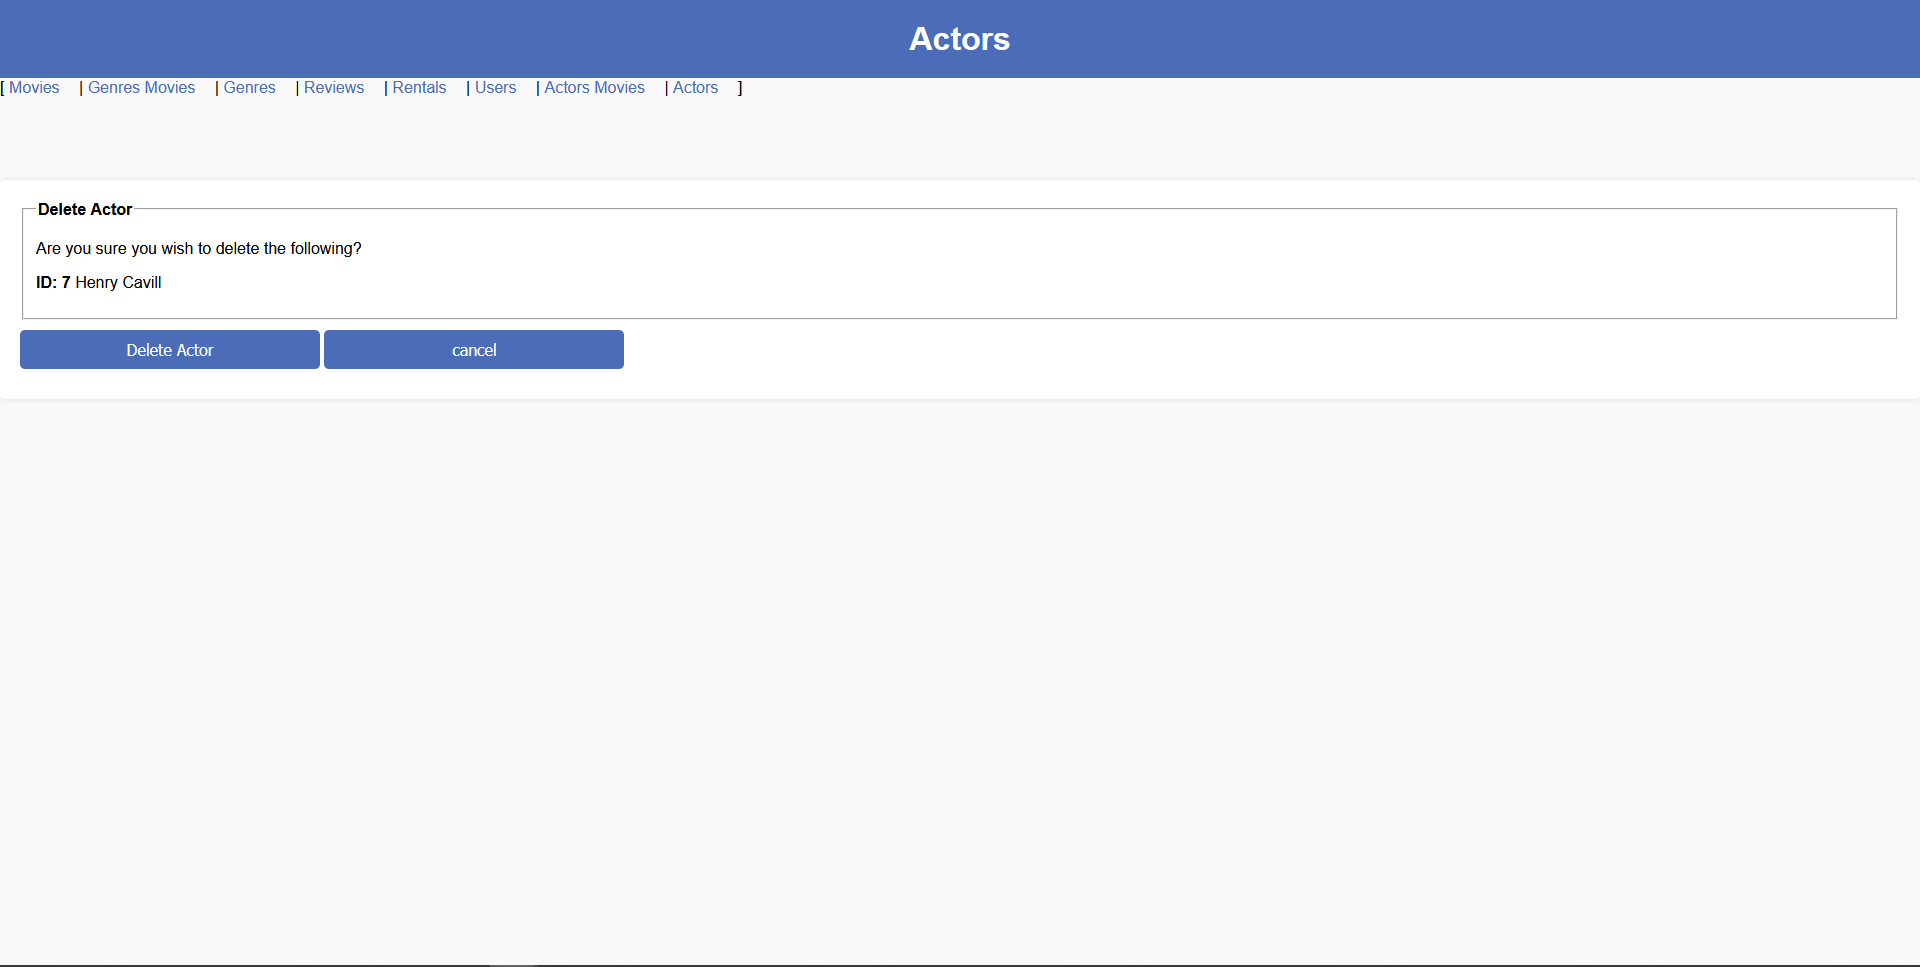 Actors
[ Movies | Genres Movies | Genres | Reviews | Rentals | Users | Actors Movies | Actors ]
Delete Actor
Are you sure you wish to delete the following?
ID: 7 Henry Cavill
Delete Actor cancel